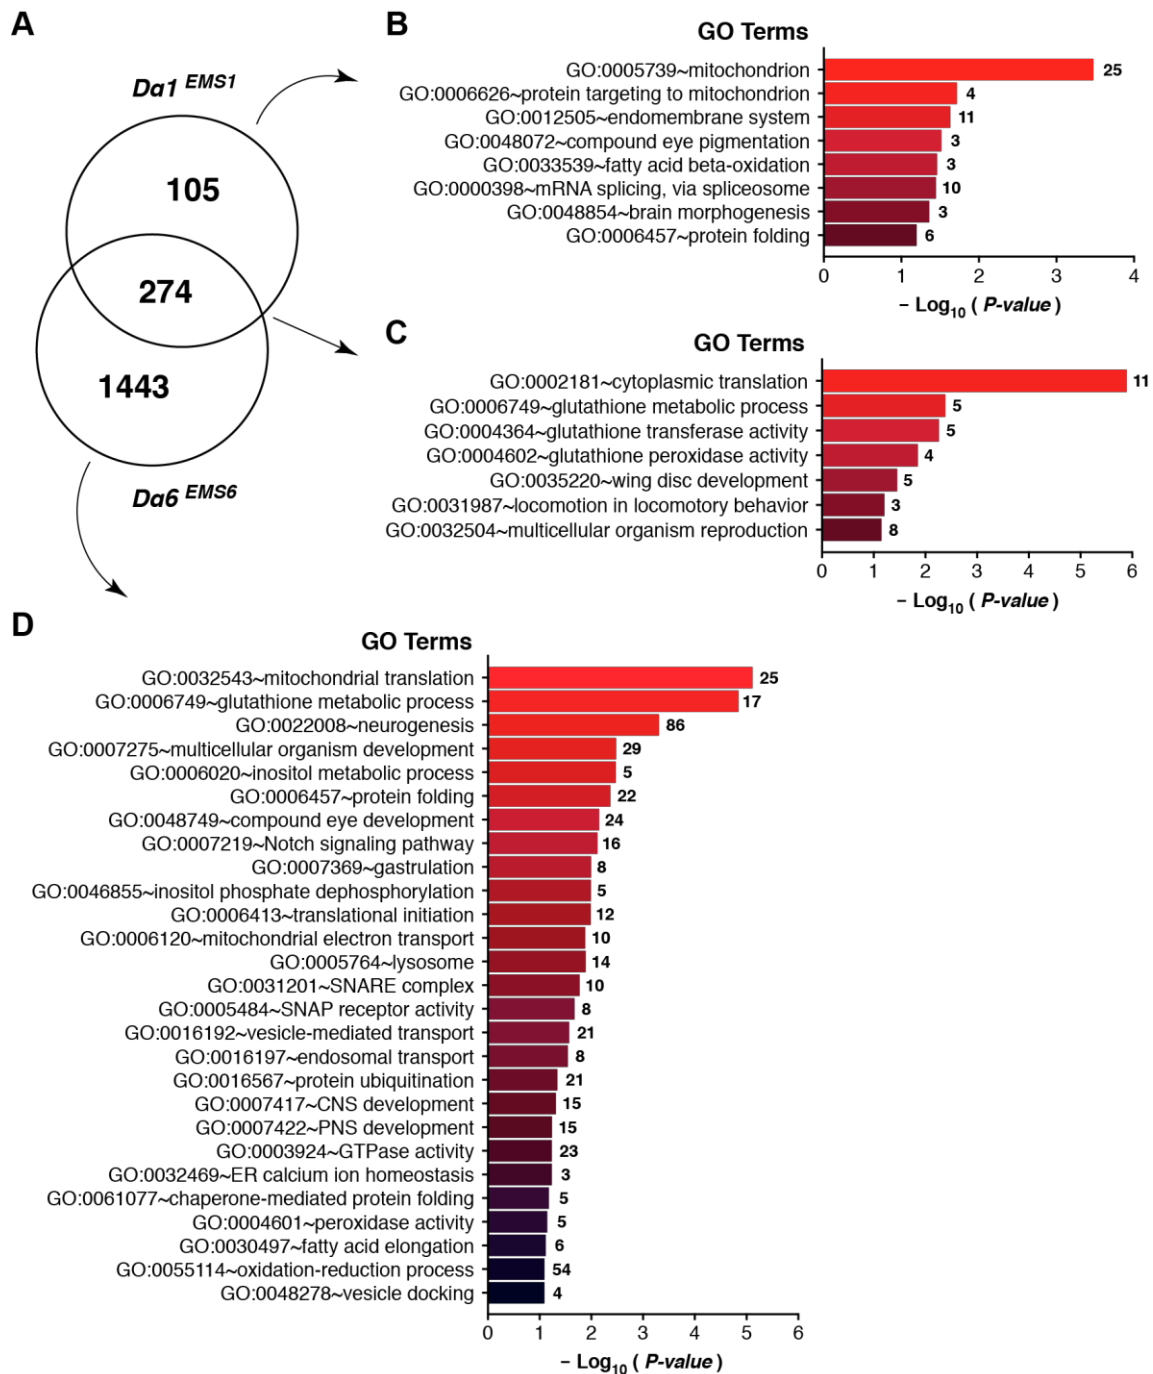 A
Da1 EMS1
105
274
1443
Da6 EMS6
B
GO Terms
GO:0005739~mitochondrion 25
GO:0006626~protein targeting to mitochondrion 4
GO:0012505~endomembrane system 11
GO:0048072~compound eye pigmentation 3
GO:0033539~fatty acid beta-oxidation 3
GO:0000398~mRNA splicing, via spliceosome 10
GO:0048854~brain morphogenesis 3
GO:0006457~protein folding 6
0 1 2 3 4
– Log10 ( P-value )
C
GO Terms
GO:0002181~cytoplasmic translation 11
GO:0006749~glutathione metabolic process 5
GO:0004364~glutathione transferase activity 5
GO:0004602~glutathione peroxidase activity 4
GO:0035220~wing disc development 5
GO:0031987~locomotion in locomotory behavior 3
GO:0032504~multicellular organism reproduction 8
0 1 2 3 4 5 6
– Log10 ( P-value )
D
GO Terms
GO:0032543~mitochondrial translation 25
GO:0006749~glutathione metabolic process 17
GO:0022008~neurogenesis 86
GO:0007275~multicellular organism development 29
GO:0006020~inositol metabolic process 5
GO:0006457~protein folding 22
GO:0048749~compound eye development 24
GO:0007219~Notch signaling pathway 16
GO:0007369~gastrulation 8
GO:0046855~inositol phosphate dephosphorylation 5
GO:0006413~translational initiation 12
GO:0006120~mitochondrial electron transport 10
GO:0005764~lysosome 14
GO:0031201~SNARE complex 10
GO:0005484~SNAP receptor activity 8
GO:0016192~vesicle-mediated transport 21
GO:0016197~endosomal transport 8
GO:0016567~protein ubiquitination 21
GO:0007417~CNS development 15
GO:0007422~PNS development 15
GO:0003924~GTPase activity 23
GO:0032469~ER calcium ion homeostasis 3
GO:0061077~chaperone-mediated protein folding 5
GO:0004601~peroxidase activity 5
GO:0030497~fatty acid elongation 6
GO:0055114~oxidation-reduction process 54
GO:0048278~vesicle docking 4
0 1 2 3 4 5 6
– Log10 ( P-value )